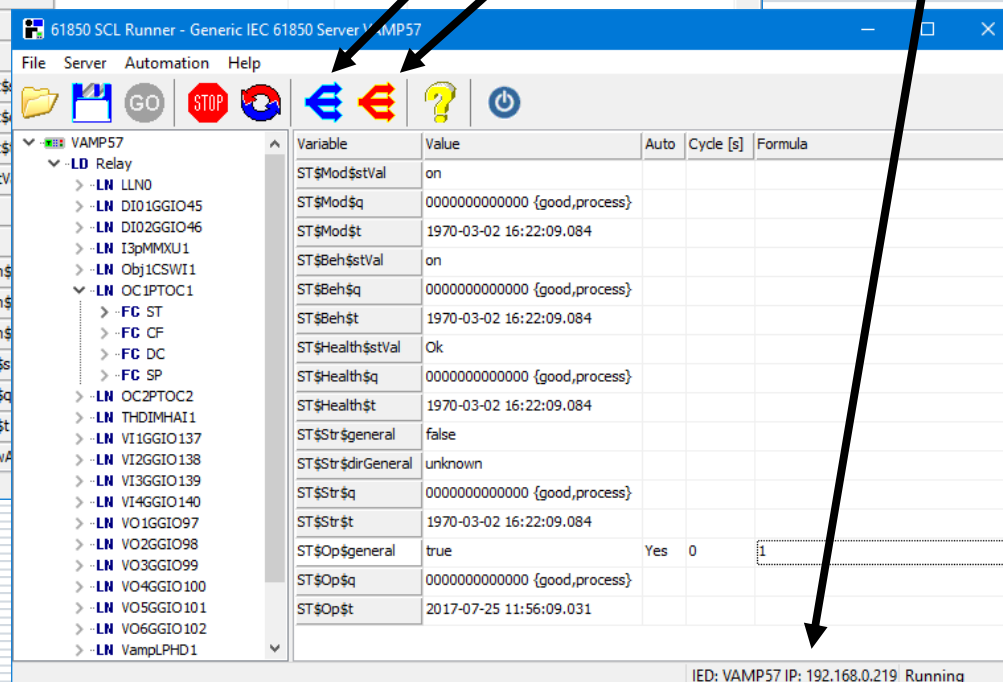 61850 SCL Runner - Generic IEC 61850 Server VAMP57
File Server Automation Help
GO STOP
VAMP57
LD Relay
LN LLN0
LN DI01GGIO45
LN DI02GGIO46
LN I3pMMXU1
LN Obj1CSWI1
LN OC1PTOC1
FC ST
FC CF
FC DC
FC SP
LN OC2PTOC2
LN THDIMHAI1
LN VI1GGIO137
LN VI2GGIO138
LN VI3GGIO139
LN VI4GGIO140
LN VO1GGIO97
LN VO2GGIO98
LN VO3GGIO99
LN VO4GGIO100
LN VO5GGIO101
LN VO6GGIO102
LN VampLPHD1
Variable Value Auto Cycle [s] Formula
ST$Mod$stVal on
ST$Mod$q 0000000000000 {good,process}
ST$Mod$t 1970-03-02 16:22:09.084
ST$Beh$stVal on
ST$Beh$q 0000000000000 {good,process}
ST$Beh$t 1970-03-02 16:22:09.084
ST$Health$stVal Ok
ST$Health$q 0000000000000 {good,process}
ST$Health$t 1970-03-02 16:22:09.084
ST$Str$general false
ST$Str$dirGeneral unknown
ST$Str$q 0000000000000 {good,process}
ST$Str$t 1970-03-02 16:22:09.084
ST$Op$general true Yes 0 1
ST$Op$q 0000000000000 {good,process}
ST$Op$t 2017-07-25 11:56:09.031
IED: VAMP57 IP: 192.168.0.219 Running